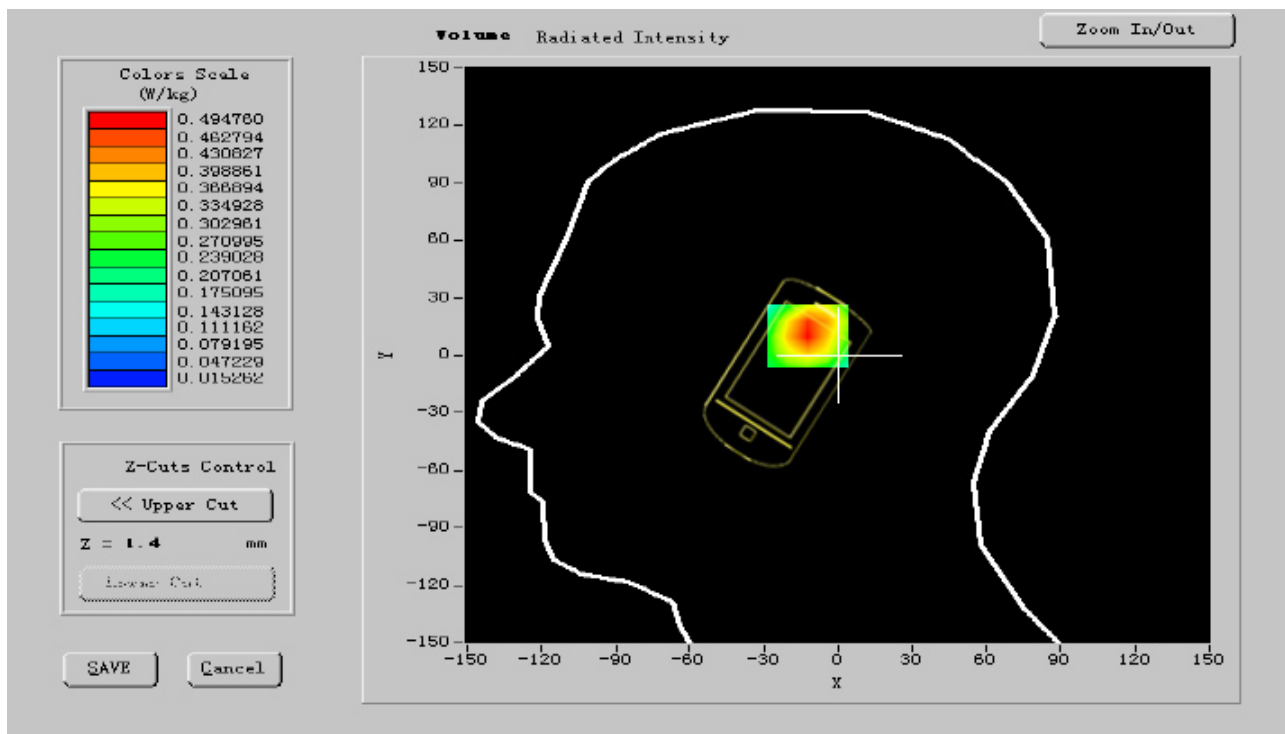 Volume Radiated Intensity
Zoom In/Out
Colors Scale
(W/kg)
0.494760
0.462794
0.430827
0.398861
0.366894
0.334928
0.302961
0.270995
0.239028
0.207061
0.175095
0.143128
0.111162
0.079195
0.047229
0.015262
Z-Cuts Control
<< Upper Cut
Z = 1.4 mm
Lower Cut
SAVE
Cancel
150
120
90
60
30
0
-30
-60
-90
-120
-150
Y
-150 -120 -90 -60 -30 0 30 60 90 120 150
X